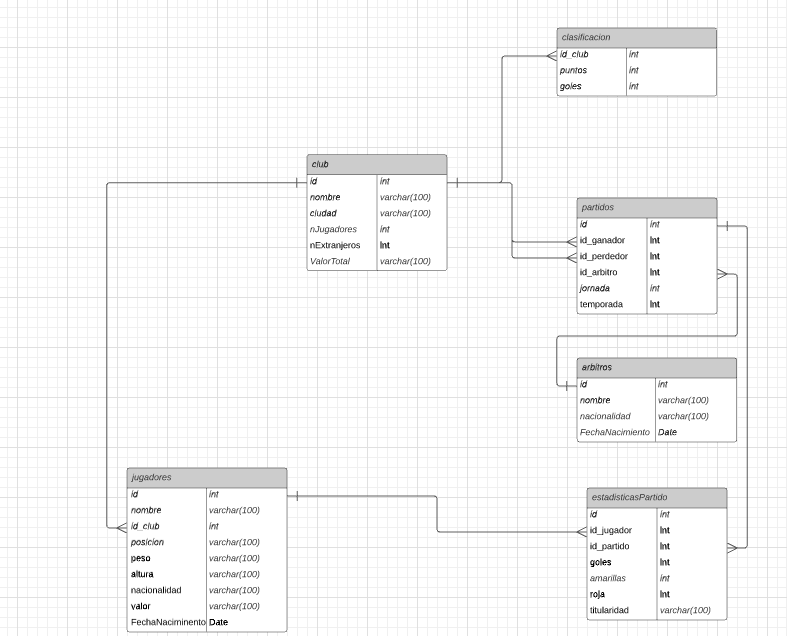 clasificacion
id_club int
puntos int
goles int
club
id int
nombre varchar(100)
ciudad varchar(100)
nJugadores int
nExtranjeros Int
ValorTotal varchar(100)
partidos
id int
id_ganador Int
id_perdedor Int
id_arbitro Int
jornada int
temporada Int
arbitros
id int
nombre varchar(100)
nacionalidad varchar(100)
FechaNacimiento Date
jugadores
id int
nombre varchar(100)
id_club int
posicion varchar(100)
peso varchar(100)
altura varchar(100)
nacionalidad varchar(100)
valor varchar(100)
FechaNacminento Date
estadisticasPartido
id int
id_jugador Int
id_partido Int
goles Int
amarillas int
roja Int
titularidad varchar(100)